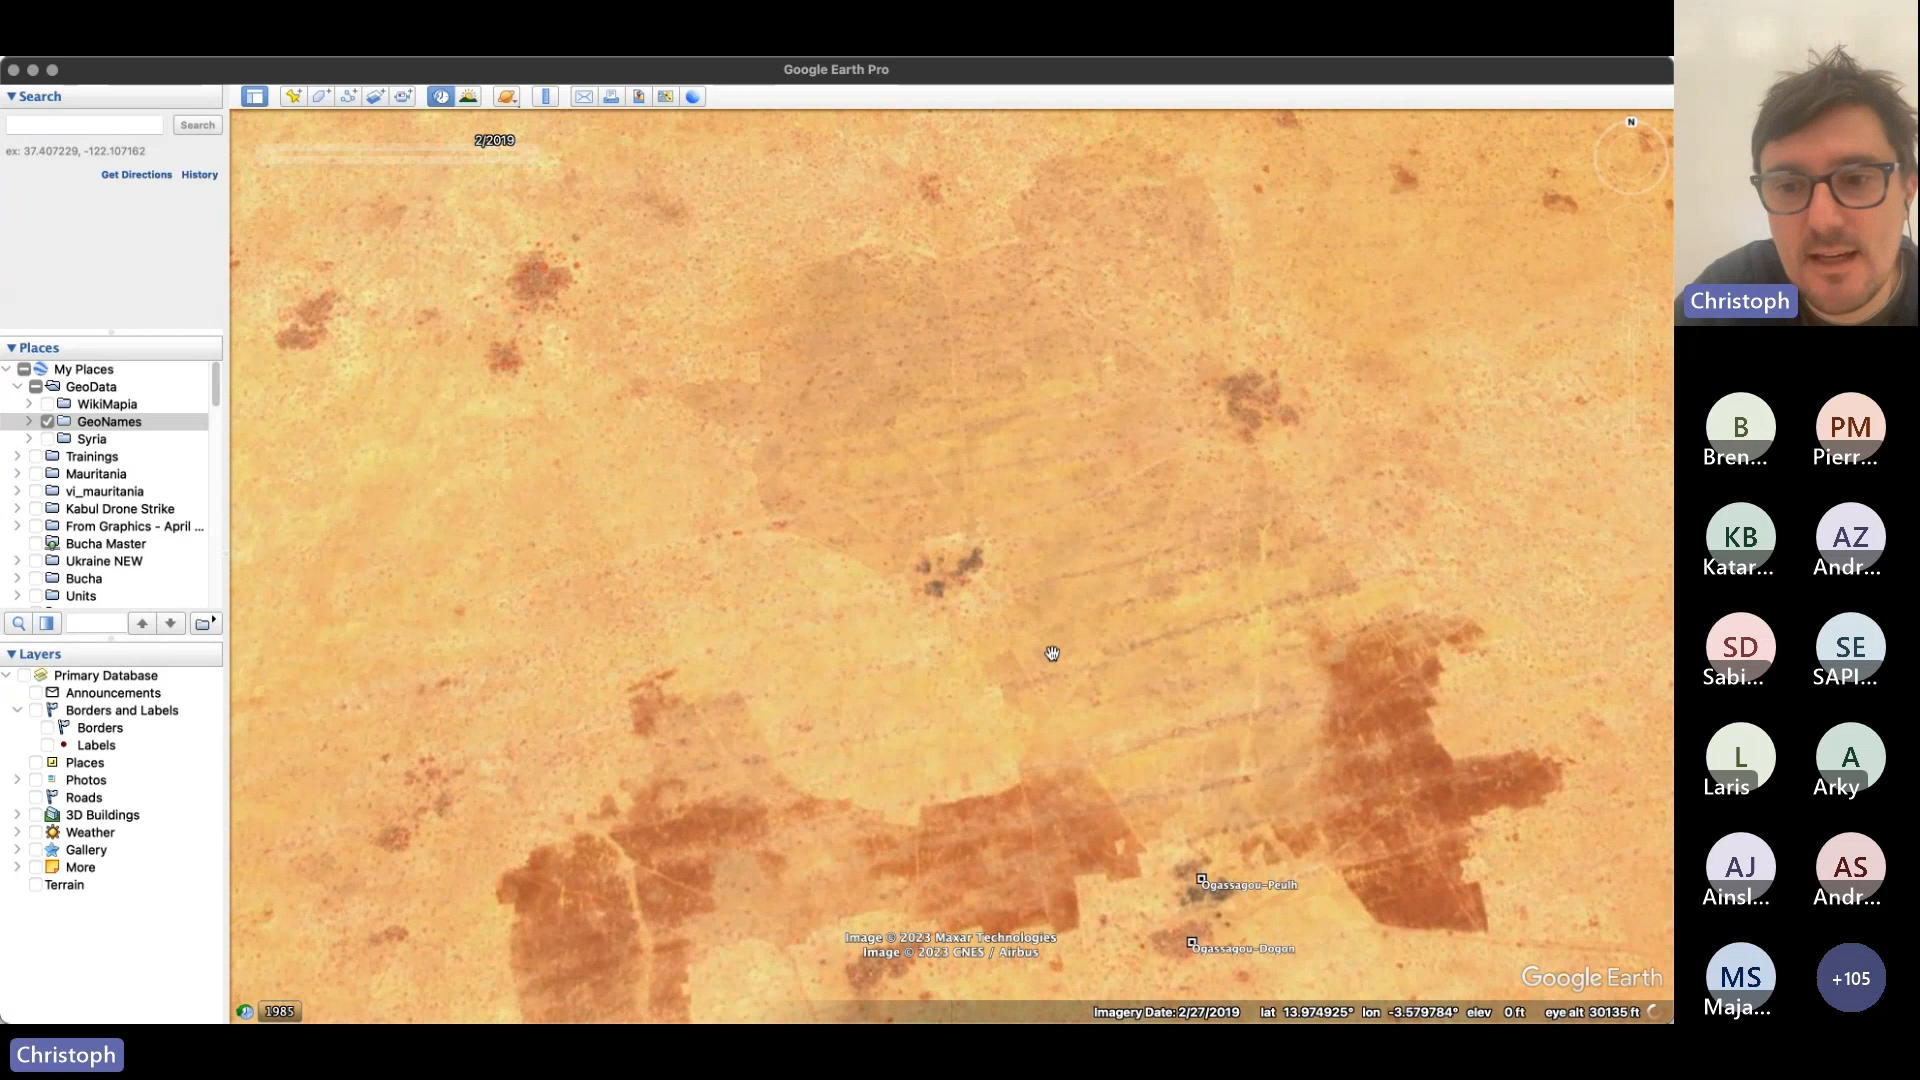 Google Earth Pro
Search
Search
ex: 37.407229, -122.107162
Get Directions History
Places
My Places
GeoData
WikiMapia
GeoNames
Syria
Trainings
Mauritania
vi_mauritania
Kabul Drone Strike
From Graphics - April ...
Bucha Master
Ukraine NEW
Bucha
Units
Layers
Primary Database
Announcements
Borders and Labels
Borders
Labels
Places
Photos
Roads
3D Buildings
Weather
Gallery
More
Terrain
2/2019
N
Ogassagou-Peulh
Ogassagou-Dogon
Image © 2023 Maxar Technologies
Image © 2023 CNES / Airbus
Google Earth
1985
Imagery Date: 2/27/2019 lat 13.974925° lon -3.579784° elev 0 ft eye alt 30135 ft
Christoph
B
Bren...
PM
Pierr...
KB
Katar...
AZ
Andr...
SD
Sabi...
SE
SAPI...
L
Laris
A
Arky
AJ
Ainsl...
AS
Andr...
MS
Maja...
+105
Christoph